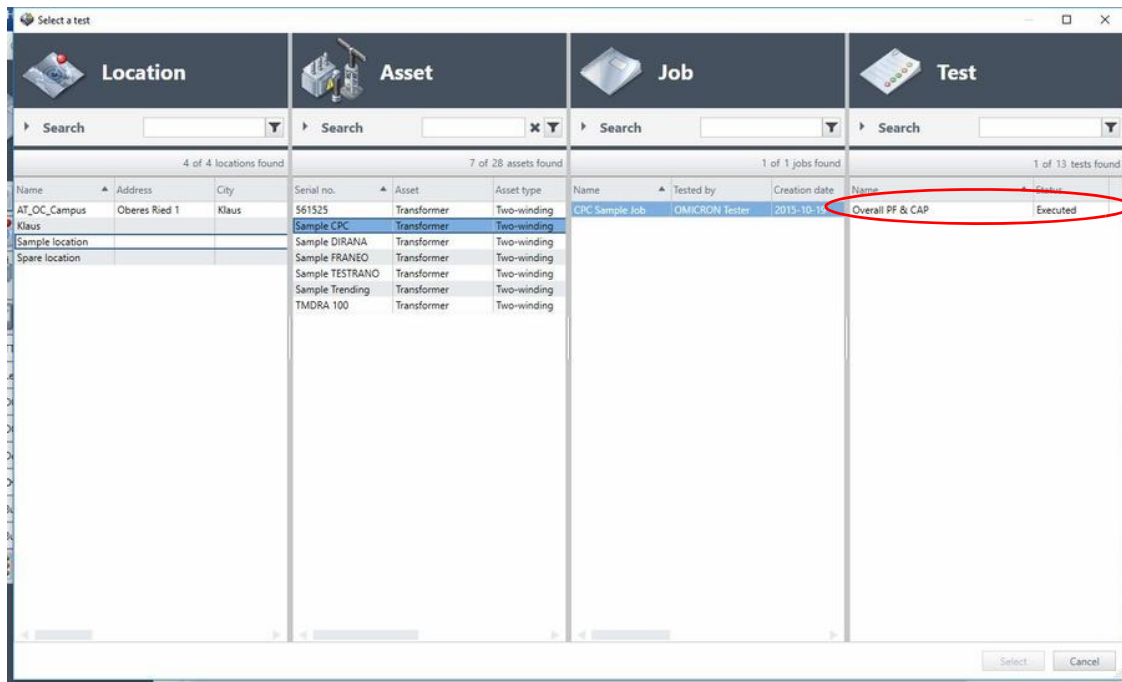 Select a test
Location
Asset
Job
Test
Search
Search
Search
Search
4 of 4 locations found
7 of 28 assets found
1 of 1 jobs found
1 of 13 tests found
Name Address City
AT_OC_Campus Oberes Ried 1 Klaus
Klaus
Sample location
Spare location
Serial no. Asset Asset type
561525 Transformer Two-winding
Sample CPC Transformer Two-winding
Sample DIRANA Transformer Two-winding
Sample FRANEO Transformer Two-winding
Sample TESTRANO Transformer Two-winding
Sample Trending Transformer Two-winding
TMDRA 100 Transformer Two-winding
Name Tested by Creation date
CPC Sample Job OMICRON Tester 2015-10-19
Name Status
Overall PF & CAP Executed
Select Cancel